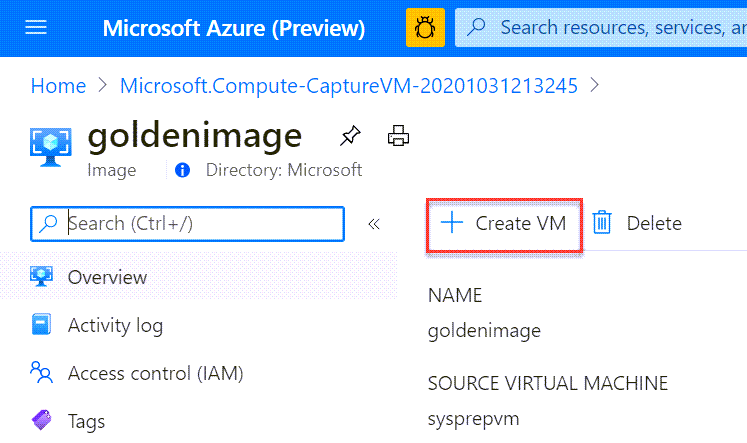 Microsoft Azure (Preview)
Search resources, services, an
Home
Microsoft.Compute-CaptureVM-20201031213245
goldenimage
Image
Directory: Microsoft
Search (Ctrl+/)
Create VM
Delete
Overview
Activity log
Access control (IAM)
Tags
NAME
goldenimage
SOURCE VIRTUAL MACHINE
sysprepvm